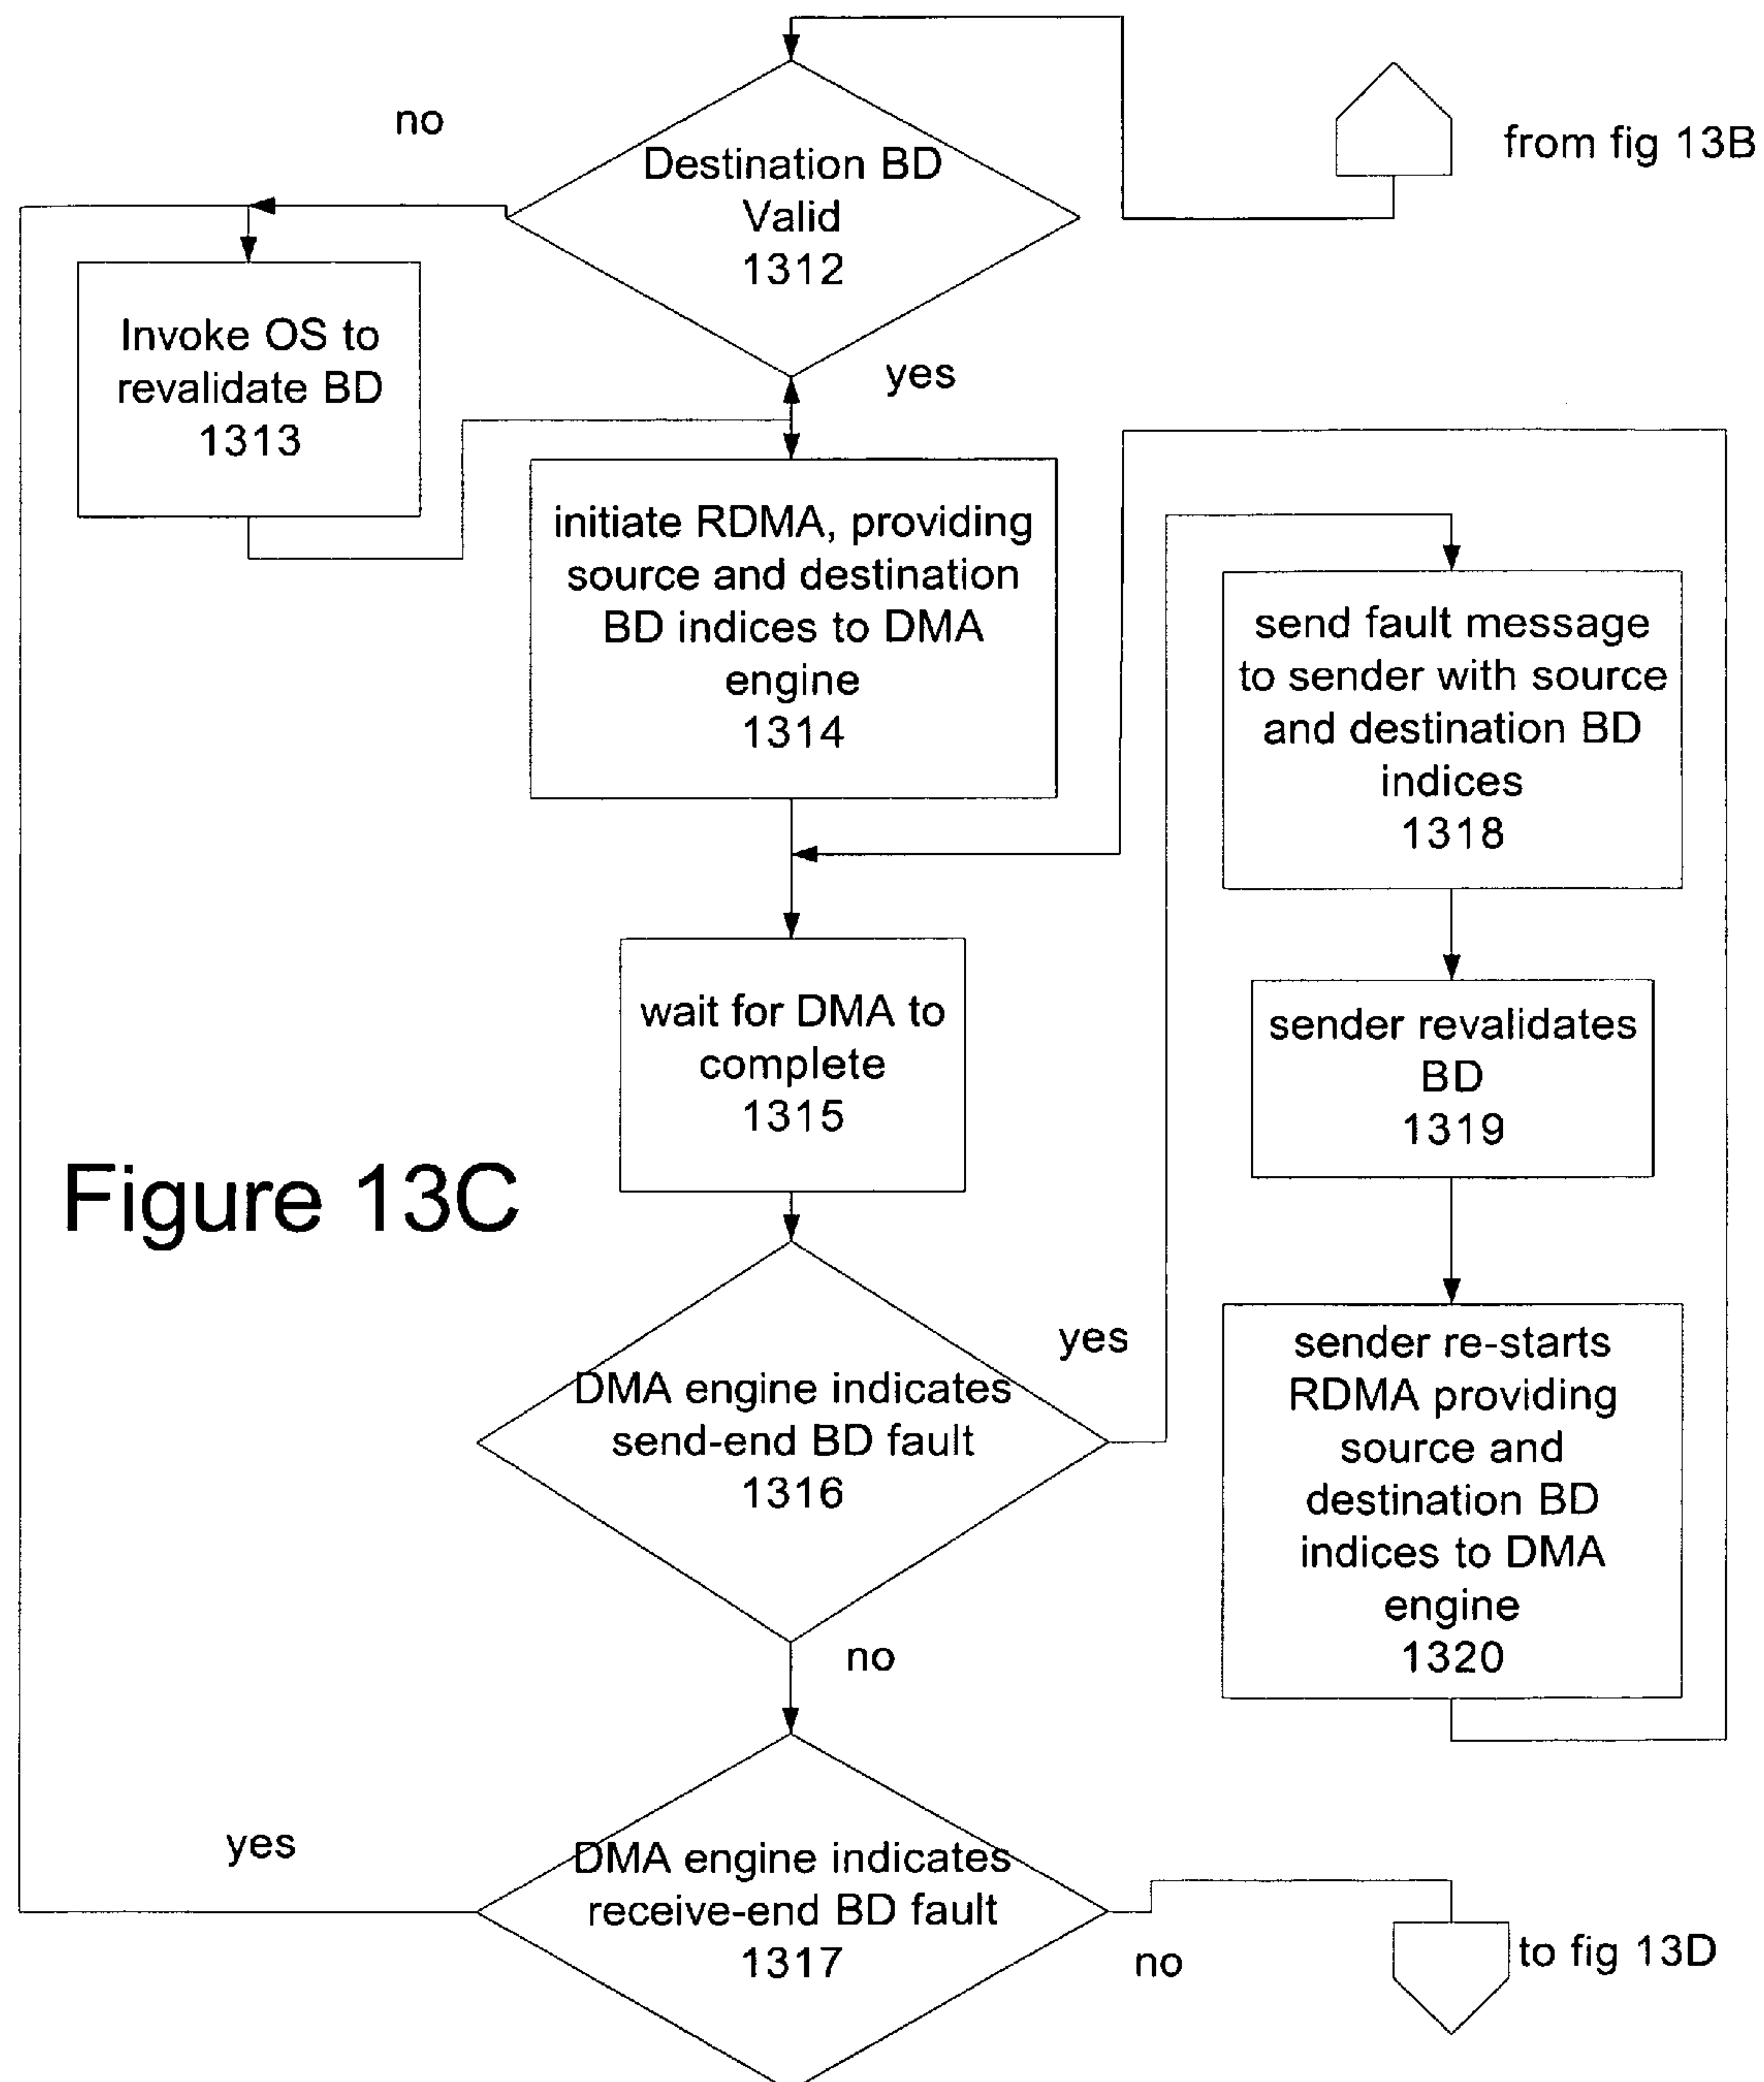 from fig 13B
no
Destination BD
Valid
1312
yes
Invoke OS to
revalidate BD
1313
initiate RDMA, providing
source and destination
BD indices to DMA
engine
1314
send fault message
to sender with source
and destination BD
indices
1318
wait for DMA to
complete
1315
sender revalidates
BD
1319
Figure 13C
DMA engine indicates
send-end BD fault
1316
yes
no
sender re-starts
RDMA providing
source and
destination BD
indices to DMA
engine
1320
DMA engine indicates
receive-end BD fault
1317
yes
no
to fig 13D